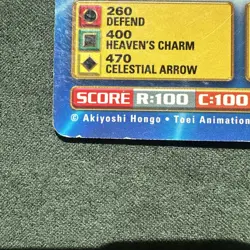 260
DEFEND
400
HEAVEN'S CHARM
470
CELESTIAL ARROW
SCORE R:100 C:100
© Akiyoshi Hongo • Toei Animation